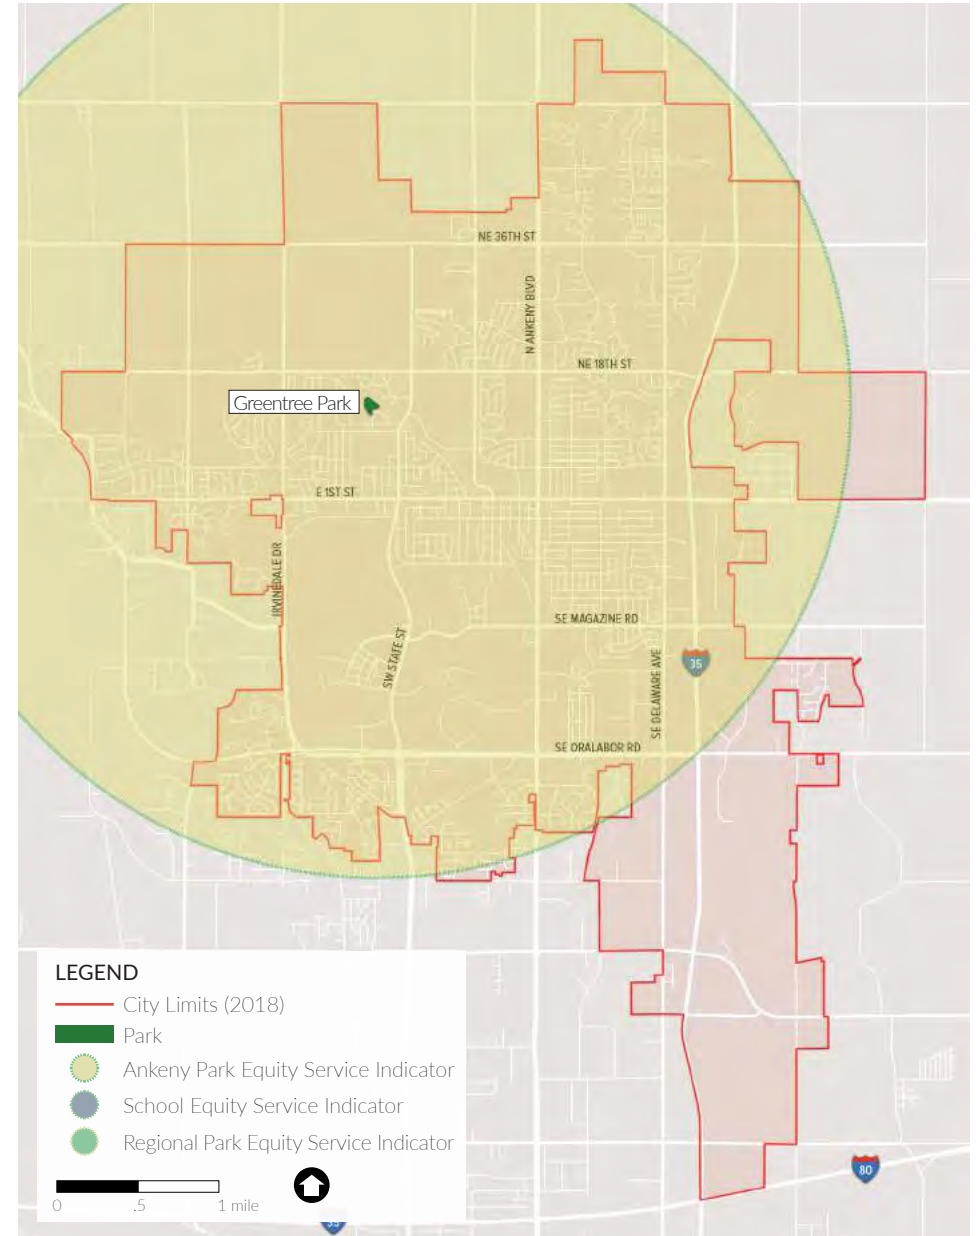 NE 36TH ST
N ANKENY BLVD
NE 18TH ST
Greentree Park
E 1ST ST
IRVINEDALE DR
SE MAGAZINE RD
SW STATE ST
SE DELAWARE AVE
35
SE ORALABOR RD
LEGEND
City Limits (2018)
Park
Ankeny Park Equity Service Indicator
School Equity Service Indicator
Regional Park Equity Service Indicator
0 .5 1 mile
80
35